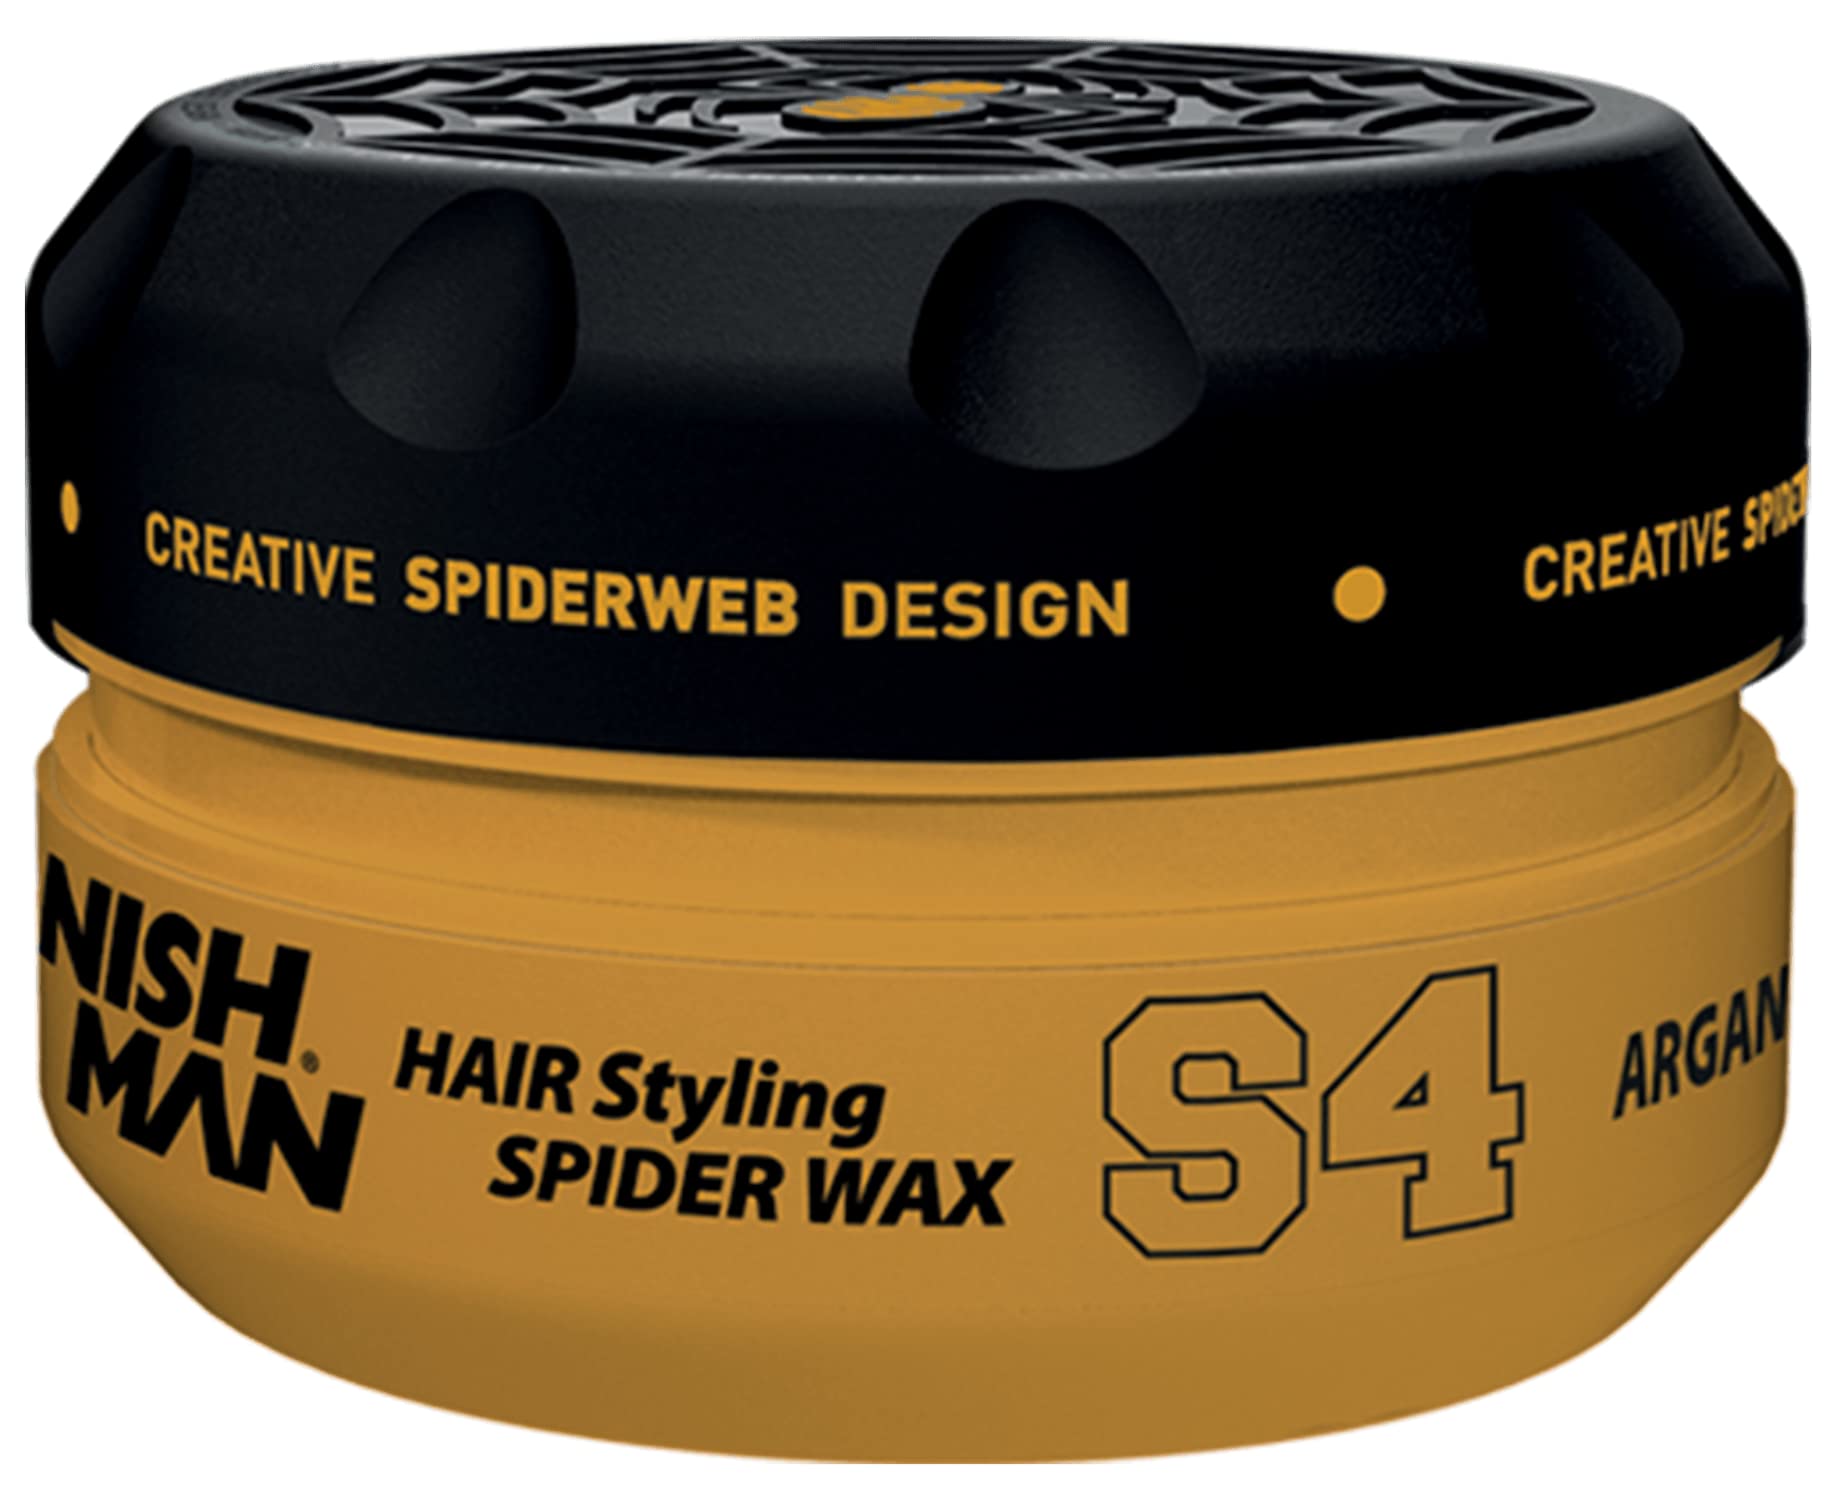 CREATIVE SPIDERWEB DESIGN
CREATIVE
NISH
MAN®
HAIR Styling
SPIDER WAX
S4
ARGAN